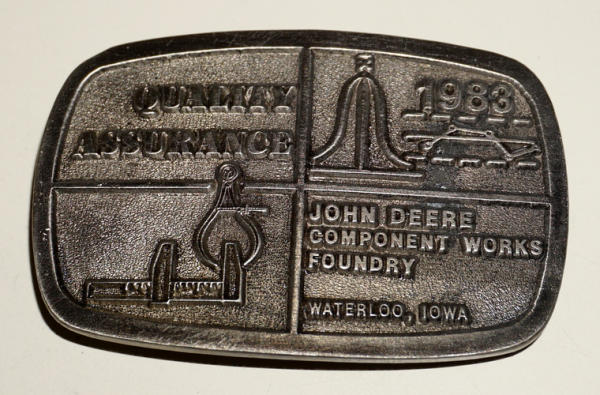 QUALITY
ASSURANCE
1983
JOHN DEERE
COMPONENT WORKS
FOUNDRY
WATERLOO, IOWA